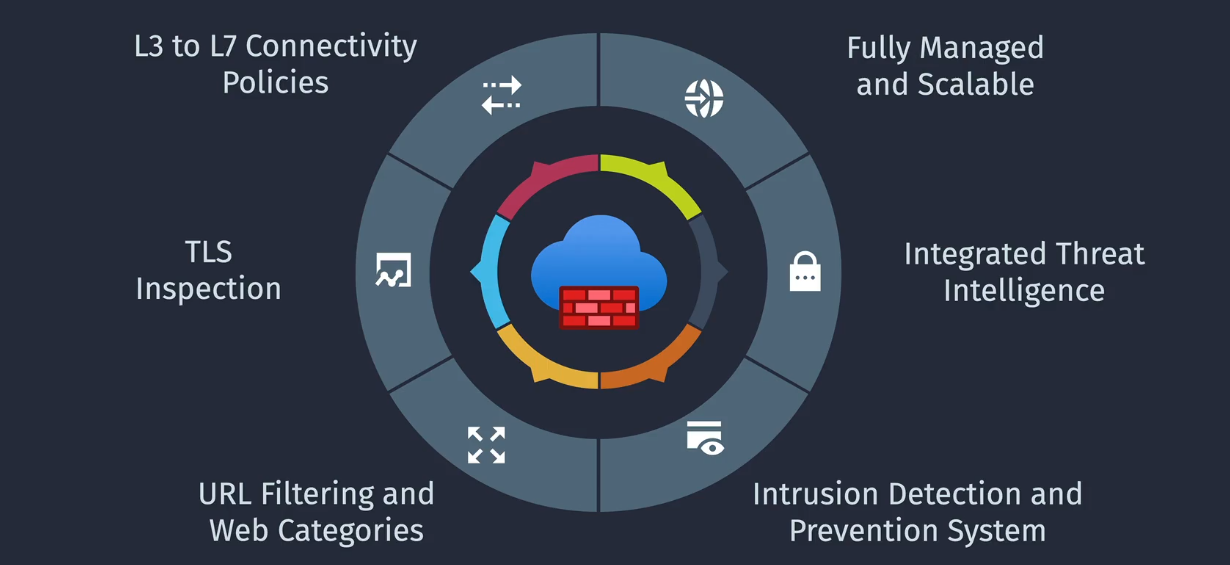 L3 to L7 Connectivity
Policies
Fully Managed
and Scalable
TLS
Inspection
Integrated Threat
Intelligence
URL Filtering and
Web Categories
Intrusion Detection and
Prevention System